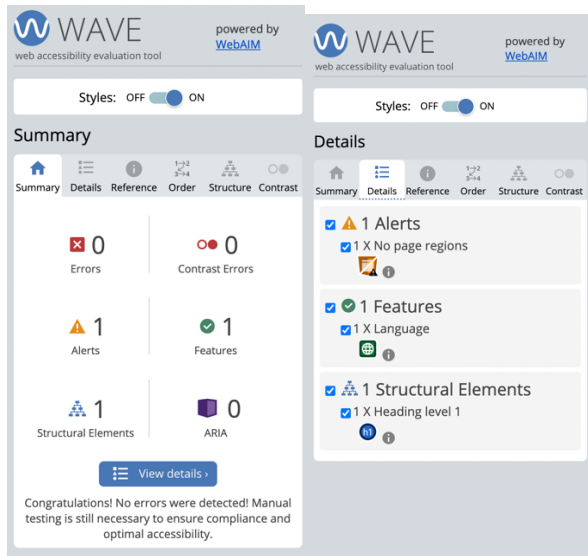 WAVE
web accessibility evaluation tool
powered by
WebAIM
Styles: OFF ON
Summary
Summary Details Reference Order Structure Contrast
0 0
Errors Contrast Errors
1 1
Alerts Features
1 0
Structural Elements ARIA
View details ›
Congratulations! No errors were detected! Manual
testing is still necessary to ensure compliance and
optimal accessibility.
WAVE
web accessibility evaluation tool
powered by
WebAIM
Styles: OFF ON
Details
Summary Details Reference Order Structure Contrast
1 Alerts
1 X No page regions
1 Features
1 X Language
1 Structural Elements
1 X Heading level 1
h1